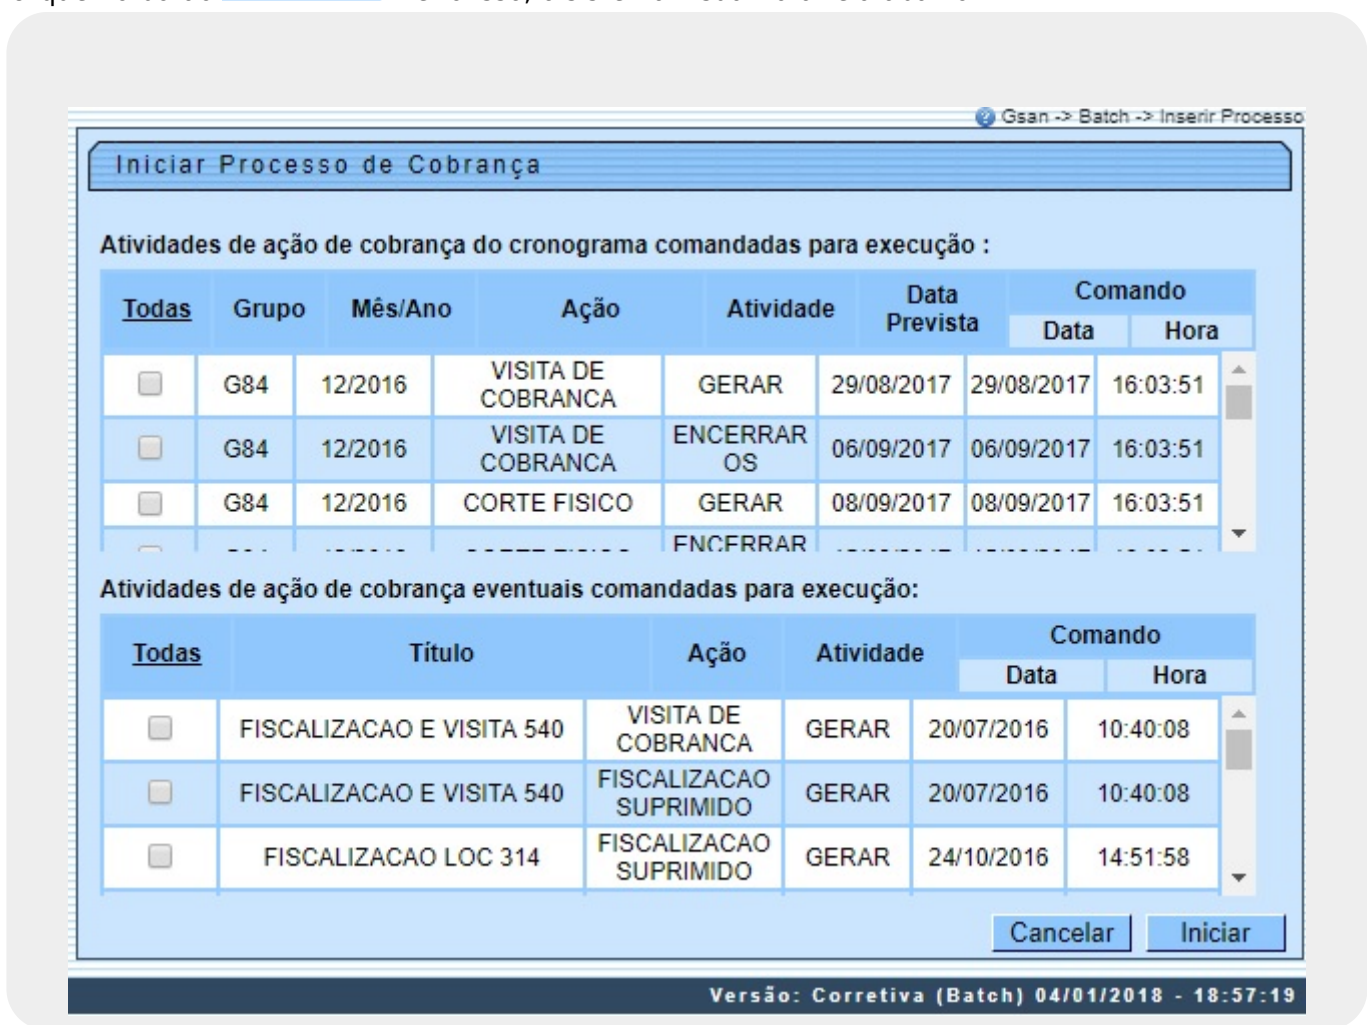 Gsan -> Batch -> Inserir Processo
Iniciar Processo de Cobrança
Atividades de ação de cobrança do cronograma comandadas para execução :
Todas Grupo Mês/Ano Ação Atividade Data Prevista Comando
Data Hora
G84 12/2016 VISITA DE COBRANCA GERAR 29/08/2017 29/08/2017 16:03:51
G84 12/2016 VISITA DE COBRANCA ENCERRAR OS 06/09/2017 06/09/2017 16:03:51
G84 12/2016 CORTE FISICO GERAR 08/09/2017 08/09/2017 16:03:51
ENCERRAR
Atividades de ação de cobrança eventuais comandadas para execução:
Todas Título Ação Atividade Comando
Data Hora
FISCALIZACAO E VISITA 540 VISITA DE COBRANCA GERAR 20/07/2016 10:40:08
FISCALIZACAO E VISITA 540 FISCALIZACAO SUPRIMIDO GERAR 20/07/2016 10:40:08
FISCALIZACAO LOC 314 FISCALIZACAO SUPRIMIDO GERAR 24/10/2016 14:51:58
Cancelar Iniciar
Versão: Corretiva (Batch) 04/01/2018 - 18:57:19